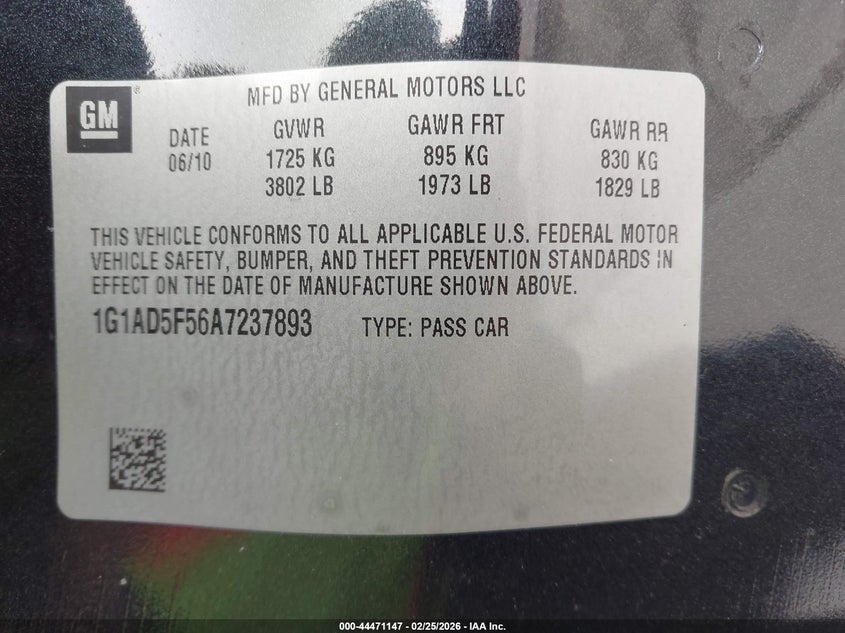 MFD BY GENERAL MOTORS LLC
GM
®
DATE
06/10
GVWR
1725 KG
3802 LB
GAWR FRT
895 KG
1973 LB
GAWR RR
830 KG
1829 LB
THIS VEHICLE CONFORMS TO ALL APPLICABLE U.S. FEDERAL MOTOR
VEHICLE SAFETY, BUMPER, AND THEFT PREVENTION STANDARDS IN
EFFECT ON THE DATE OF MANUFACTURE SHOWN ABOVE.
1G1AD5F56A7237893 TYPE: PASS CAR
000-44471147 - 02/25/2026 - IAA Inc.